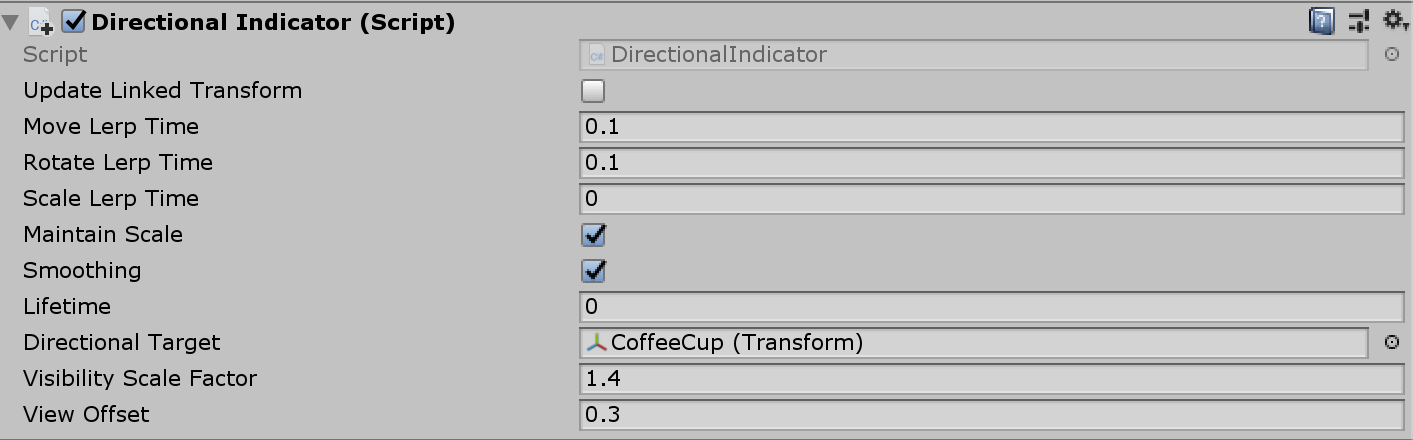 Directional Indicator (Script)
Script DirectionalIndicator
Update Linked Transform
Move Lerp Time 0.1
Rotate Lerp Time 0.1
Scale Lerp Time 0
Maintain Scale
Smoothing
Lifetime 0
Directional Target CoffeeCup (Transform)
Visibility Scale Factor 1.4
View Offset 0.3